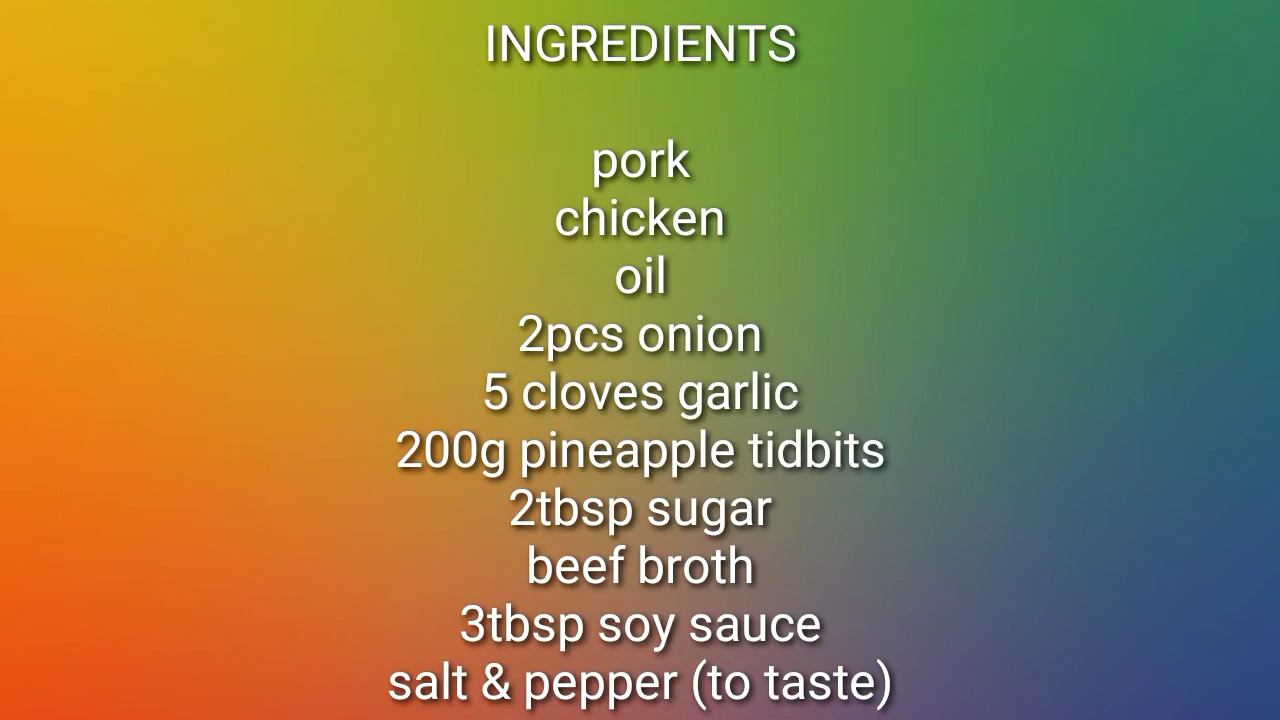 INGREDIENTS
pork
chicken
oil
2pcs onion
5 cloves garlic
200g pineapple tidbits
2tbsp sugar
beef broth
3tbsp soy sauce
salt & pepper (to taste)